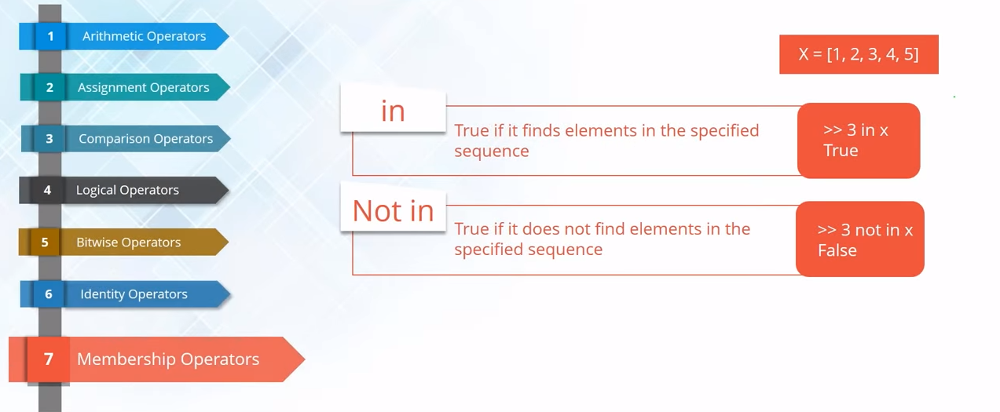 1 Arithmetic Operators
2 Assignment Operators
3 Comparison Operators
4 Logical Operators
5 Bitwise Operators
6 Identity Operators
7 Membership Operators
X = [1, 2, 3, 4, 5]
in
True if it finds elements in the specified
sequence
>> 3 in x
True
Not in
True if it does not find elements in the
specified sequence
>> 3 not in x
False